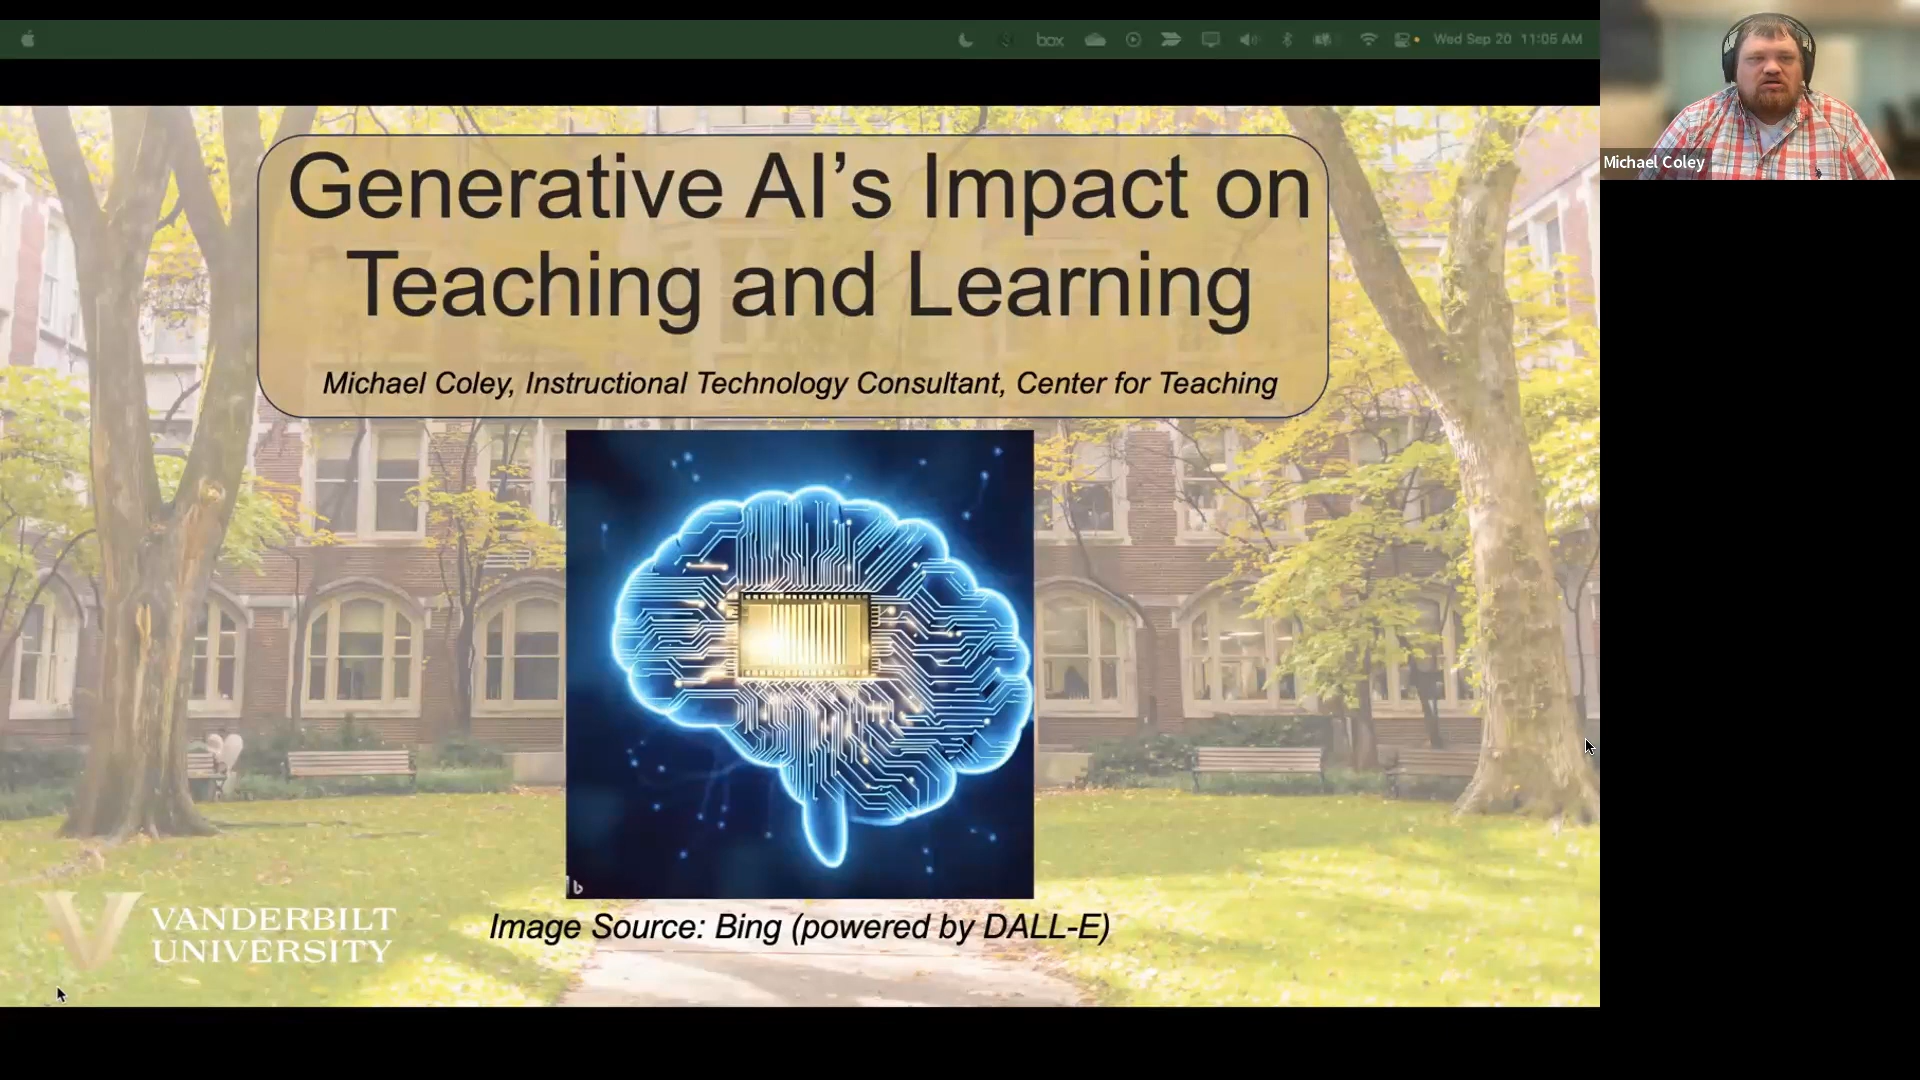 box
Wed Sep 20 11:05 AM
Michael Coley
Generative AI’s Impact on
Teaching and Learning
Michael Coley, Instructional Technology Consultant, Center for Teaching
b
Image Source: Bing (powered by DALL-E)
V VANDERBILT
UNIVERSITY